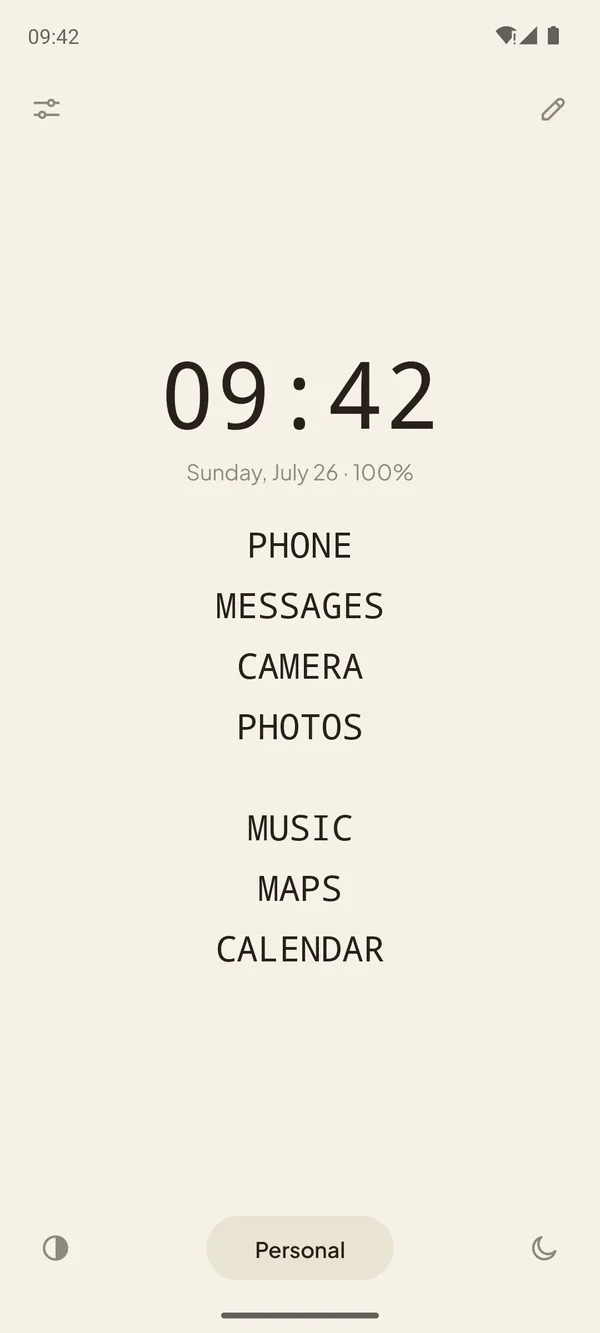 09:42
09:42
Sunday, July 26 · 100%
PHONE
MESSAGES
CAMERA
PHOTOS
MUSIC
MAPS
CALENDAR
Personal